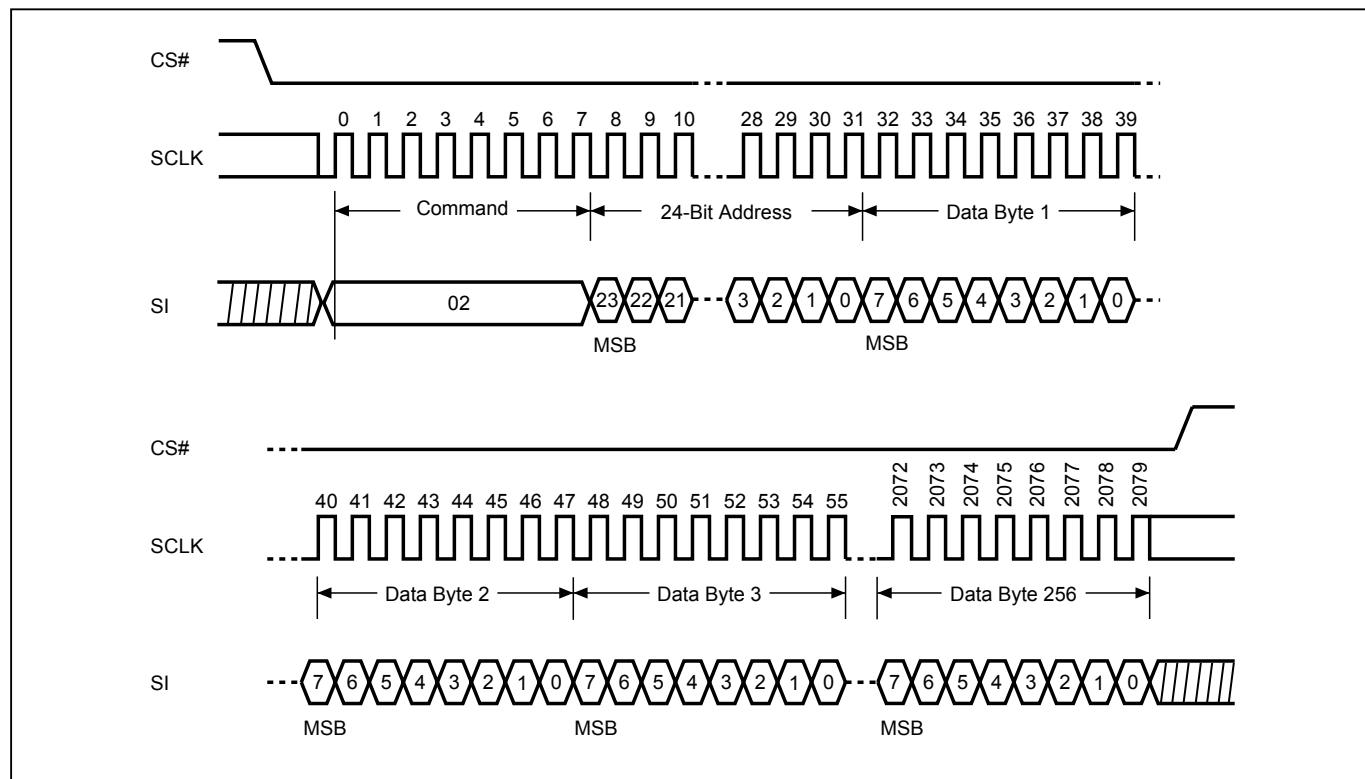 CS#
0 1 2 3 4 5 6 7 8 9 10 28 29 30 31 32 33 34 35 36 37 38 39
SCLK
Command 24-Bit Address Data Byte 1
SI 02 23 22 21 3 2 1 0 7 6 5 4 3 2 1 0
MSB MSB
CS#
2072 2073 2074 2075 2076 2077 2078 2079
40 41 42 43 44 45 46 47 48 49 50 51 52 53 54 55
SCLK
Data Byte 2 Data Byte 3 Data Byte 256
SI 7 6 5 4 3 2 1 0 7 6 5 4 3 2 1 0 7 6 5 4 3 2 1 0
MSB MSB MSB